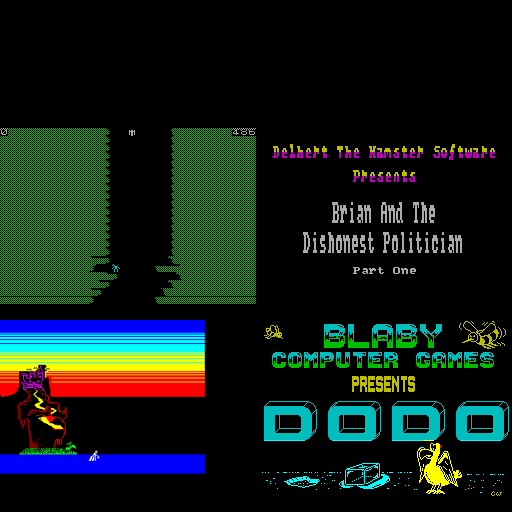 0 486
Delbert The Hamster Software
Presents
Brian And The
Dishonest Politician
Part One
BLABY
COMPUTER GAMES
PRESENTS
DODO